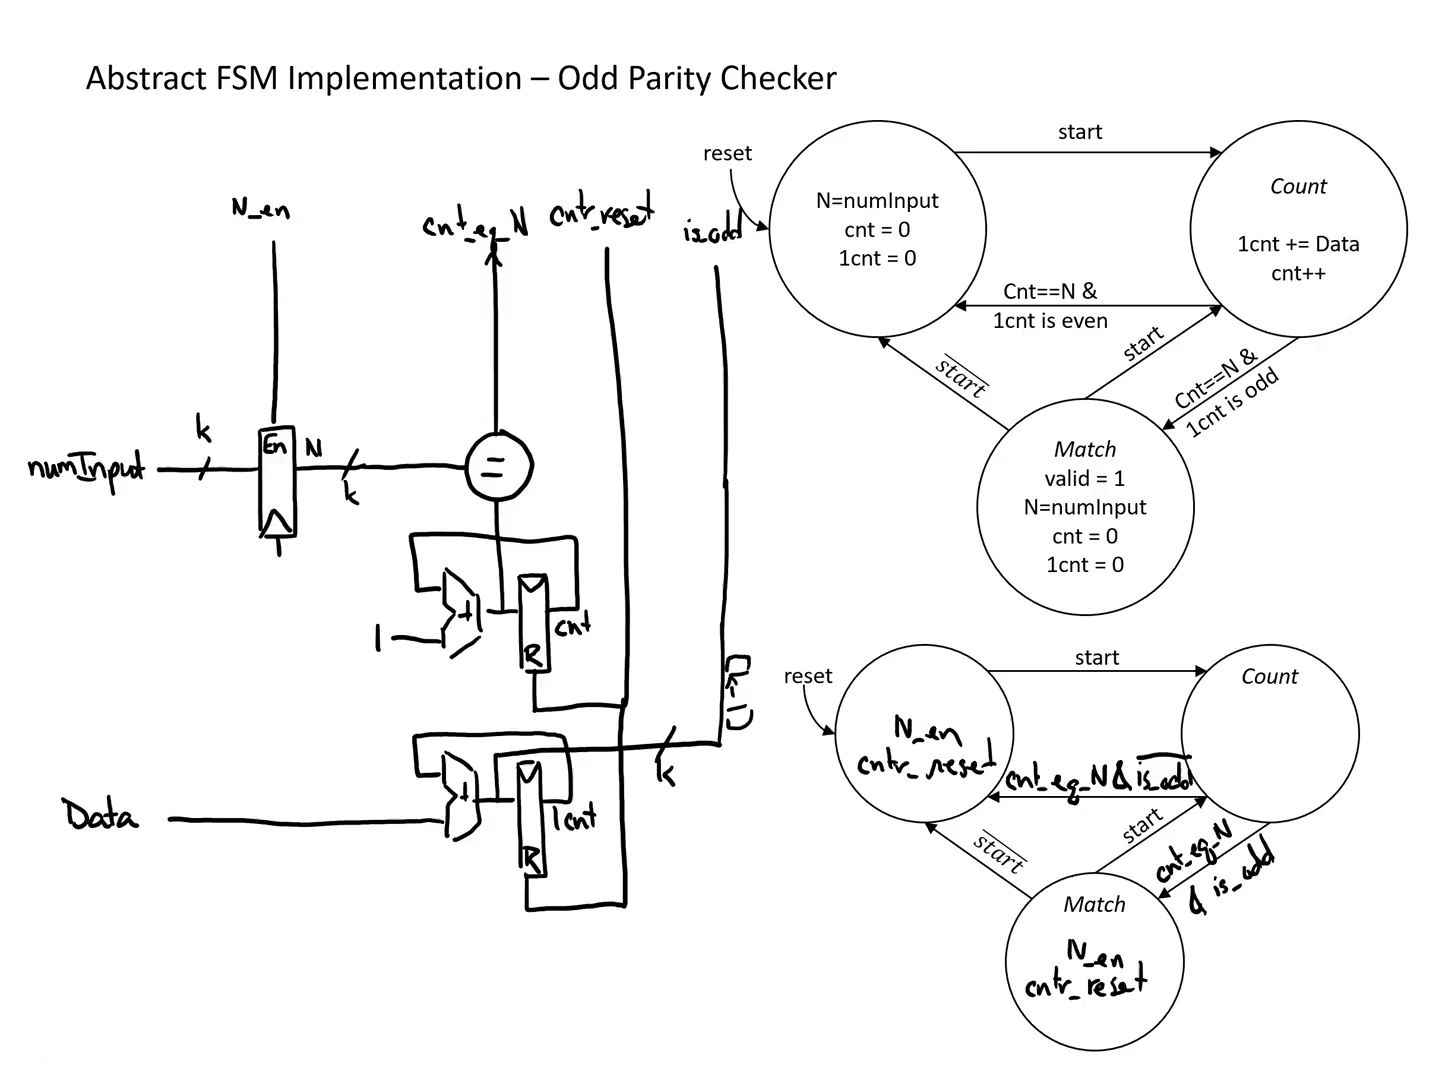 Abstract FSM Implementation – Odd Parity Checker
N_en
cnt_eq_N
cntr_reset
is_odd
k
numInput
En
N
k
=
+
1
cnt
R
[0]
k
Data
+
1cnt
R
reset
start
N=numInput
cnt = 0
1cnt = 0
Count
1cnt += Data
cnt++
Cnt==N &
1cnt is even
start
start
Cnt==N &
1cnt is odd
Match
valid = 1
N=numInput
cnt = 0
1cnt = 0
reset
start
N_en
cntr_reset
Count
cnt_eq_N & is_odd
start
start
cnt_eq_N
& is_odd
Match
N_en
cntr_reset